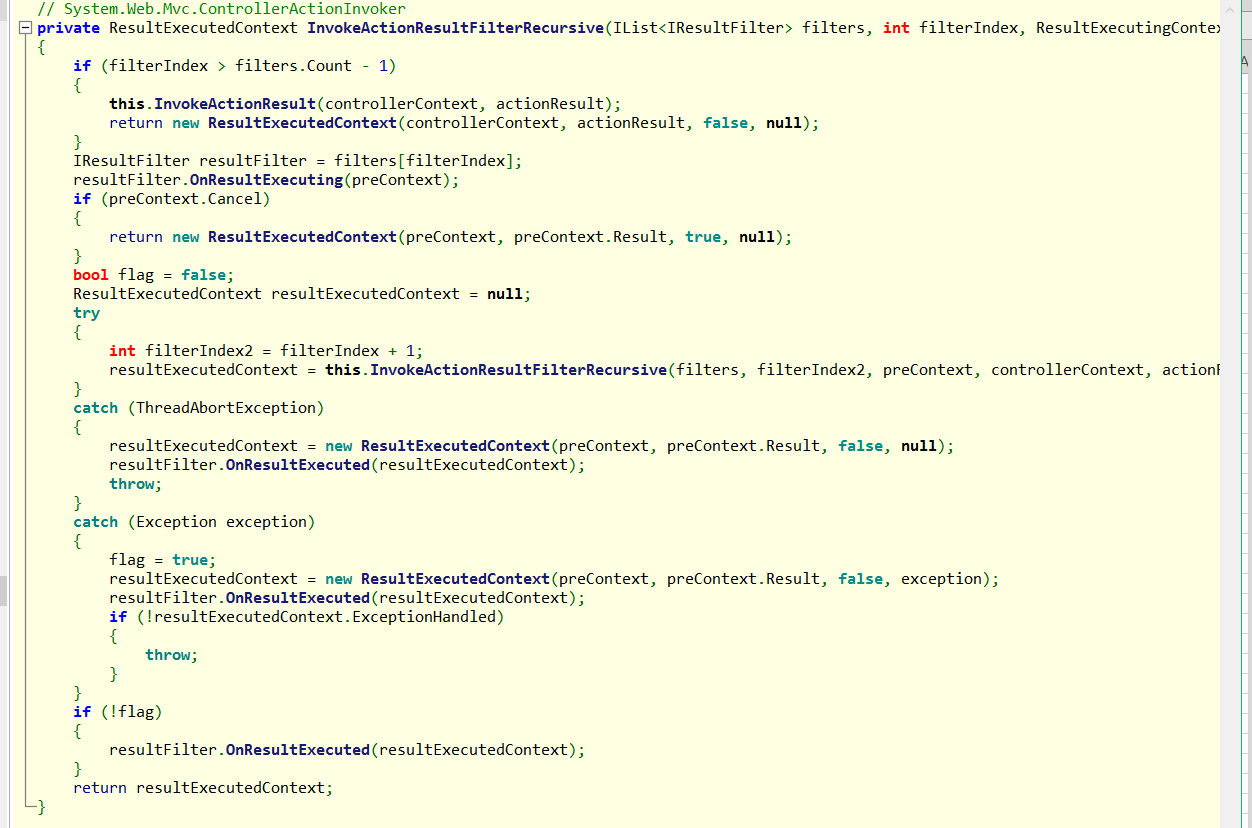 // System.Web.Mvc.ControllerActionInvoker
private ResultExecutedContext InvokeActionResultFilterRecursive(IList<IResultFilter> filters, int filterIndex, ResultExecutingContex
{
if (filterIndex > filters.Count - 1)
{
this.InvokeActionResult(controllerContext, actionResult);
return new ResultExecutedContext(controllerContext, actionResult, false, null);
}
IResultFilter resultFilter = filters[filterIndex];
resultFilter.OnResultExecuting(preContext);
if (preContext.Cancel)
{
return new ResultExecutedContext(preContext, preContext.Result, true, null);
}
bool flag = false;
ResultExecutedContext resultExecutedContext = null;
try
{
int filterIndex2 = filterIndex + 1;
resultExecutedContext = this.InvokeActionResultFilterRecursive(filters, filterIndex2, preContext, controllerContext, action
}
catch (ThreadAbortException)
{
resultExecutedContext = new ResultExecutedContext(preContext, preContext.Result, false, null);
resultFilter.OnResultExecuted(resultExecutedContext);
throw;
}
catch (Exception exception)
{
flag = true;
resultExecutedContext = new ResultExecutedContext(preContext, preContext.Result, false, exception);
resultFilter.OnResultExecuted(resultExecutedContext);
if (!resultExecutedContext.ExceptionHandled)
{
throw;
}
}
if (!flag)
{
resultFilter.OnResultExecuted(resultExecutedContext);
}
return resultExecutedContext;
}